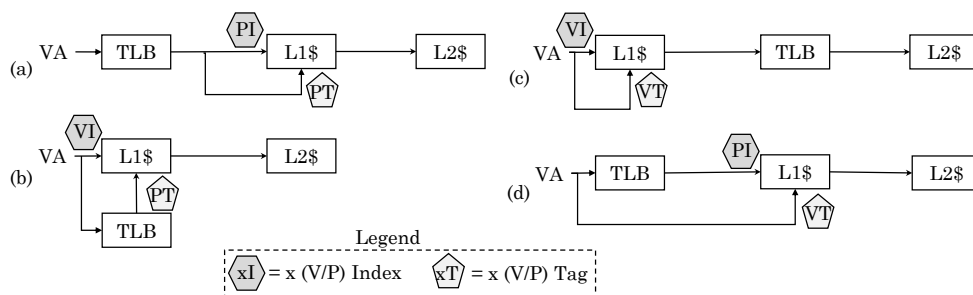 (a) VA TLB PI L1$ PT L2$
(b) VA VI L1$ PT TLB L2$
(c) VA VI L1$ VT TLB L2$
(d) VA TLB PI L1$ VT L2$
Legend
xI = x (V/P) Index xT = x (V/P) Tag